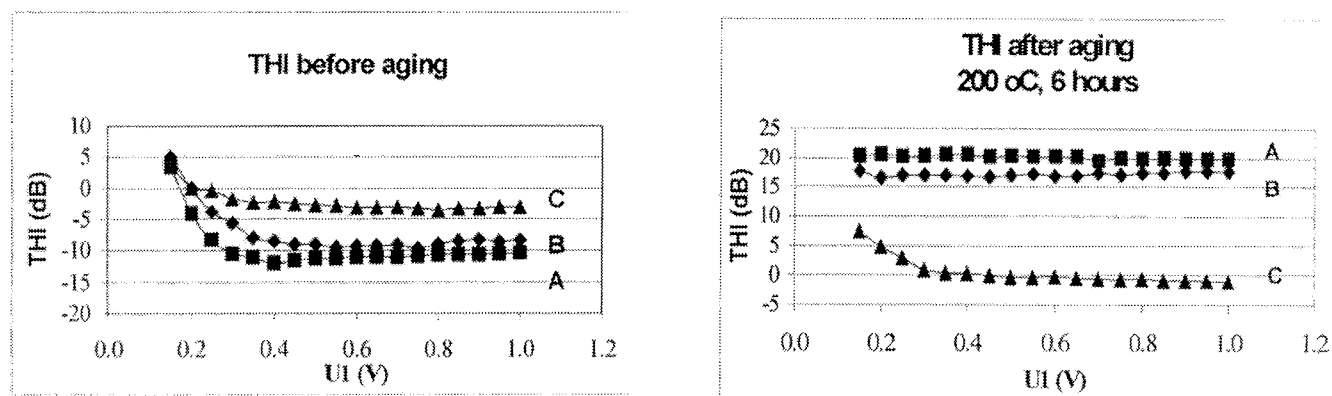 THI before aging
THI (dB)
10
5
0
-5
-10
-15
-20
C
B
A
0.0 0.2 0.4 0.6 0.8 1.0 1.2
U1 (V)
THI after aging
200 oC, 6 hours
THI (dB)
25
20
15
10
5
0
-5
A
B
C
0.0 0.2 0.4 0.6 0.8 1.0 1.2
U1 (V)